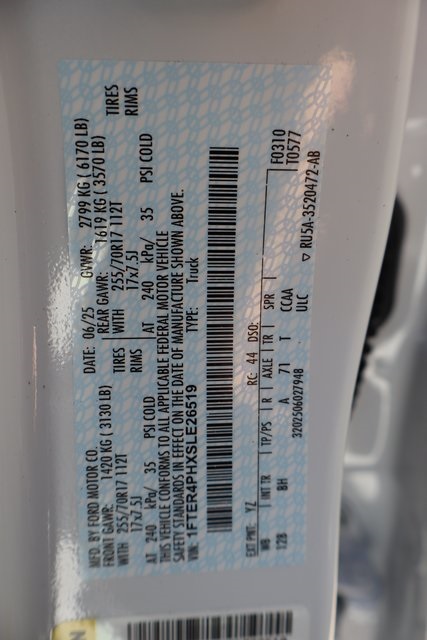 MFD. BY FORD MOTOR CO.
DATE: 06/25 GVWR: 2799 KG ( 6170 LB)
FRONT GAWR: 1420 KG ( 3130 LB) REAR GAWR: 1619 KG ( 3570 LB)
WITH 255/70R17 112T TIRES WITH 255/70R17 112T TIRES
17x7.5J RIMS 17x7.5J RIMS
AT 240 kPa/ 35 PSI COLD AT 240 kPa/ 35 PSI COLD
THIS VEHICLE CONFORMS TO ALL APPLICABLE FEDERAL MOTOR VEHICLE
SAFETY STANDARDS IN EFFECT ON THE DATE OF MANUFACTURE SHOWN ABOVE.
VIN: 1FTER4PHXSLE26519 TYPE: Truck
F0310
T0577
EXT PNT: YZ RC: 44 DSO:
WB INT TR TP/PS R AXLE TR SPR
128 8H A 71 T CCAA
ULC
3202506027948
▽ RU5A-3520472-AB